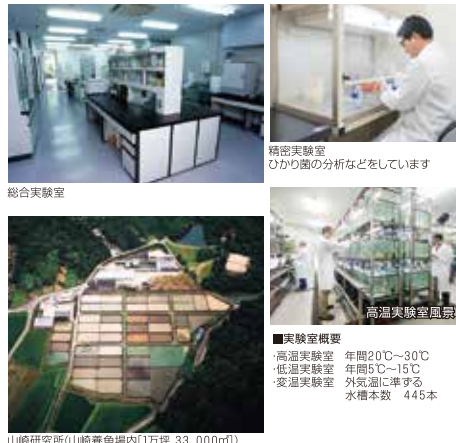 総合実験室
精密実験室
ひかり菌の分析などをしています
高温実験室風景
■実験室概要
・高温実験室 年間20℃～30℃
・低温実験室 年間5℃～15℃
・変温実験室 外気温に準ずる
水槽本数 445本
山崎研究所(山崎養魚場内[1万坪 33,000㎡])